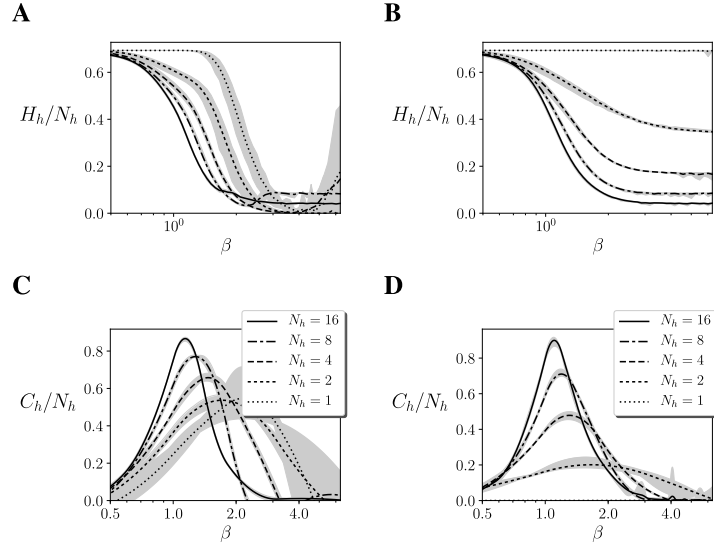 A
B
H_h/N_h
0.6
0.4
0.2
0.0
10^0
β
H_h/N_h
0.6
0.4
0.2
0.0
10^0
β
C
D
C_h/N_h
0.8
0.6
0.4
0.2
0.0
0.5
1.0
2.0
4.0
β
N_h = 16
N_h = 8
N_h = 4
N_h = 2
N_h = 1
C_h/N_h
0.8
0.6
0.4
0.2
0.0
0.5
1.0
2.0
4.0
β
N_h = 16
N_h = 8
N_h = 4
N_h = 2
N_h = 1